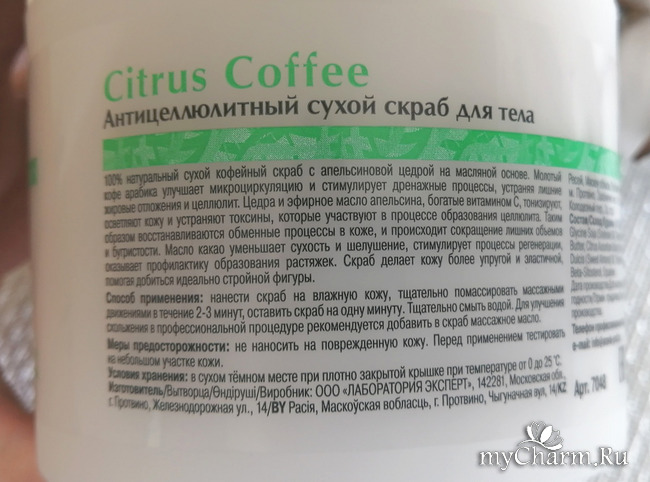 Citrus Coffee
Антицеллюлитный сухой скраб для тела
100% натуральный сухой кофейный скраб с апельсиновой цедрой на масляной основе. Молотый
кофе арабика улучшает микроциркуляцию и стимулирует дренажные процессы, устраняя лишние
жировые отложения и целлюлит. Цедра и эфирное масло апельсина, богатые витамином С, тонизируют,
осветляют кожу и устраняют токсины, которые участвуют в процессе образования целлюлита. Таким
образом восстанавливаются обменные процессы в коже, и происходит сокращение лишних объемов
и бугристости. Масло какао уменьшает сухость и шелушение, стимулирует процессы регенерации,
оказывает профилактику образования растяжек. Скраб делает кожу более упругой и эластичной,
помогая добиться идеально стройной фигуры.
Способ применения: нанести скраб на влажную кожу, тщательно помассировать массажными
движениями в течение 2-3 минут, оставить скраб на одну минуту. Тщательно смыть водой. Для улучшения
скольжения в профессиональной процедуре рекомендуется добавить в скраб массажное масло.
Меры предосторожности: не наносить на поврежденную кожу. Перед применением тестировать
на небольшом участке кожи.
Условия хранения: в сухом тёмном месте при плотно закрытой крышке при температуре от 0 до 25 °С.
Изготовитель/Вытворца/Өндіруші/Виробник: ООО «ЛАБОРАТОРИЯ ЭКСПЕРТ», 142281, Московская обл.,
г. Протвино, Железнодорожная ул., 14/BY Расія, Маскоўская вобласць, г. Протвино, Чыгуначная вул., 14/KZ
Арт. 7048
myCharm.Ru